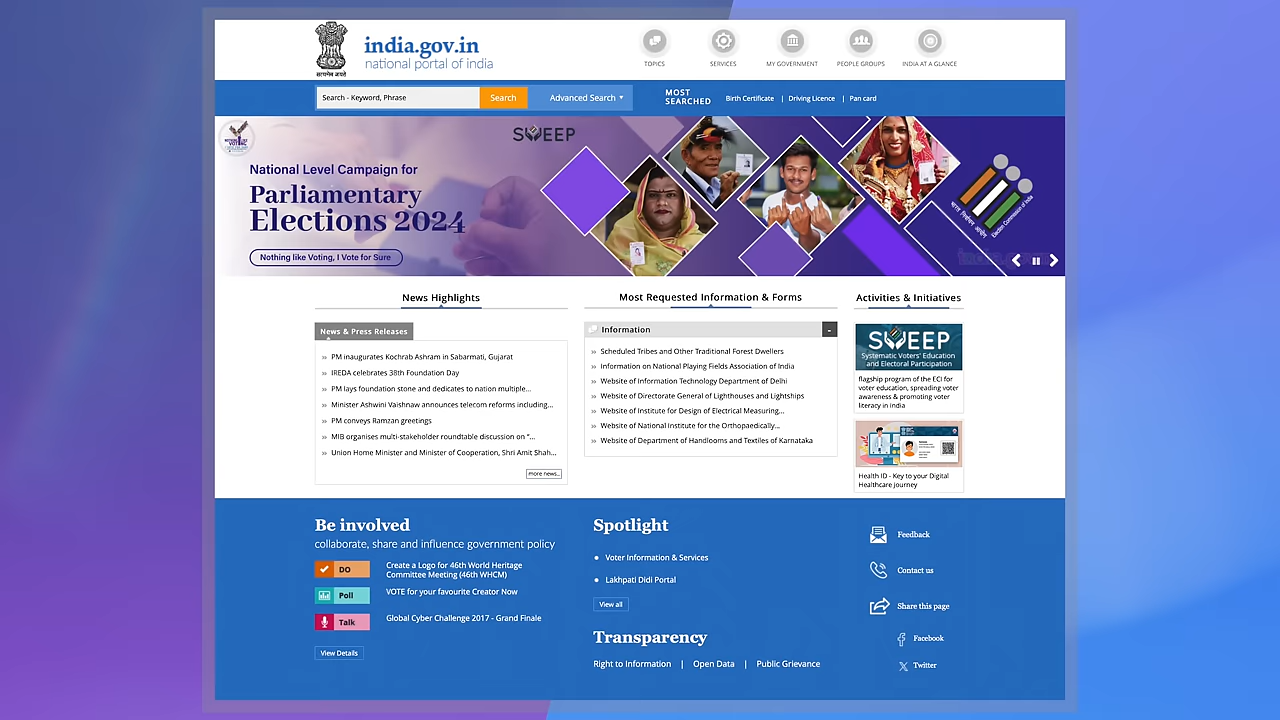 सत्यमेव जयते
india.gov.in
national portal of india
TOPICS
SERVICES
MY GOVERNMENT
PEOPLE GROUPS
INDIA AT A GLANCE
Search - Keyword, Phrase
Search
Advanced Search
MOST
SEARCHED
Birth Certificate | Driving Licence | Pan card
SWEEP
National Level Campaign for
Parliamentary
Elections 2024
Nothing like Voting, I Vote for Sure
भारत निर्वाचन आयोग
Election Commission of India
News Highlights
News & Press Releases
» PM inaugurates Kochrab Ashram in Sabarmati, Gujarat
» IREDA celebrates 38th Foundation Day
» PM lays foundation stone and dedicates to nation multiple...
» Minister Ashwini Vaishnaw announces telecom reforms including...
» PM conveys Ramzan greetings
» MIB organises multi-stakeholder roundtable discussion on “...
» Union Home Minister and Minister of Cooperation, Shri Amit Shah...
more news...
Most Requested Information & Forms
Information
-
» Scheduled Tribes and Other Traditional Forest Dwellers
» Information on National Playing Fields Association of India
» Website of Information Technology Department of Delhi
» Website of Directorate General of Lighthouses and Lightships
» Website of Institute for Design of Electrical Measuring...
» Website of National Institute for the Orthopaedically...
» Website of Department of Handlooms and Textiles of Karnataka
Activities & Initiatives
SWEEP
Systematic Voters' Education
and Electoral Participation
flagship program of the ECI for
voter education, spreading voter
awareness & promoting voter
literacy in india
Health ID - Key to your Digital
Healthcare journey
Be involved
collaborate, share and influence government policy
DO
Create a Logo for 46th World Heritage
Committee Meeting (46th WHCM)
Poll
VOTE for your favourite Creator Now
Talk
Global Cyber Challenge 2017 - Grand Finale
View Details
Spotlight
Voter Information & Services
Lakhpati Didi Portal
View all
Transparency
Right to Information | Open Data | Public Grievance
Feedback
Contact us
Share this page
Facebook
Twitter